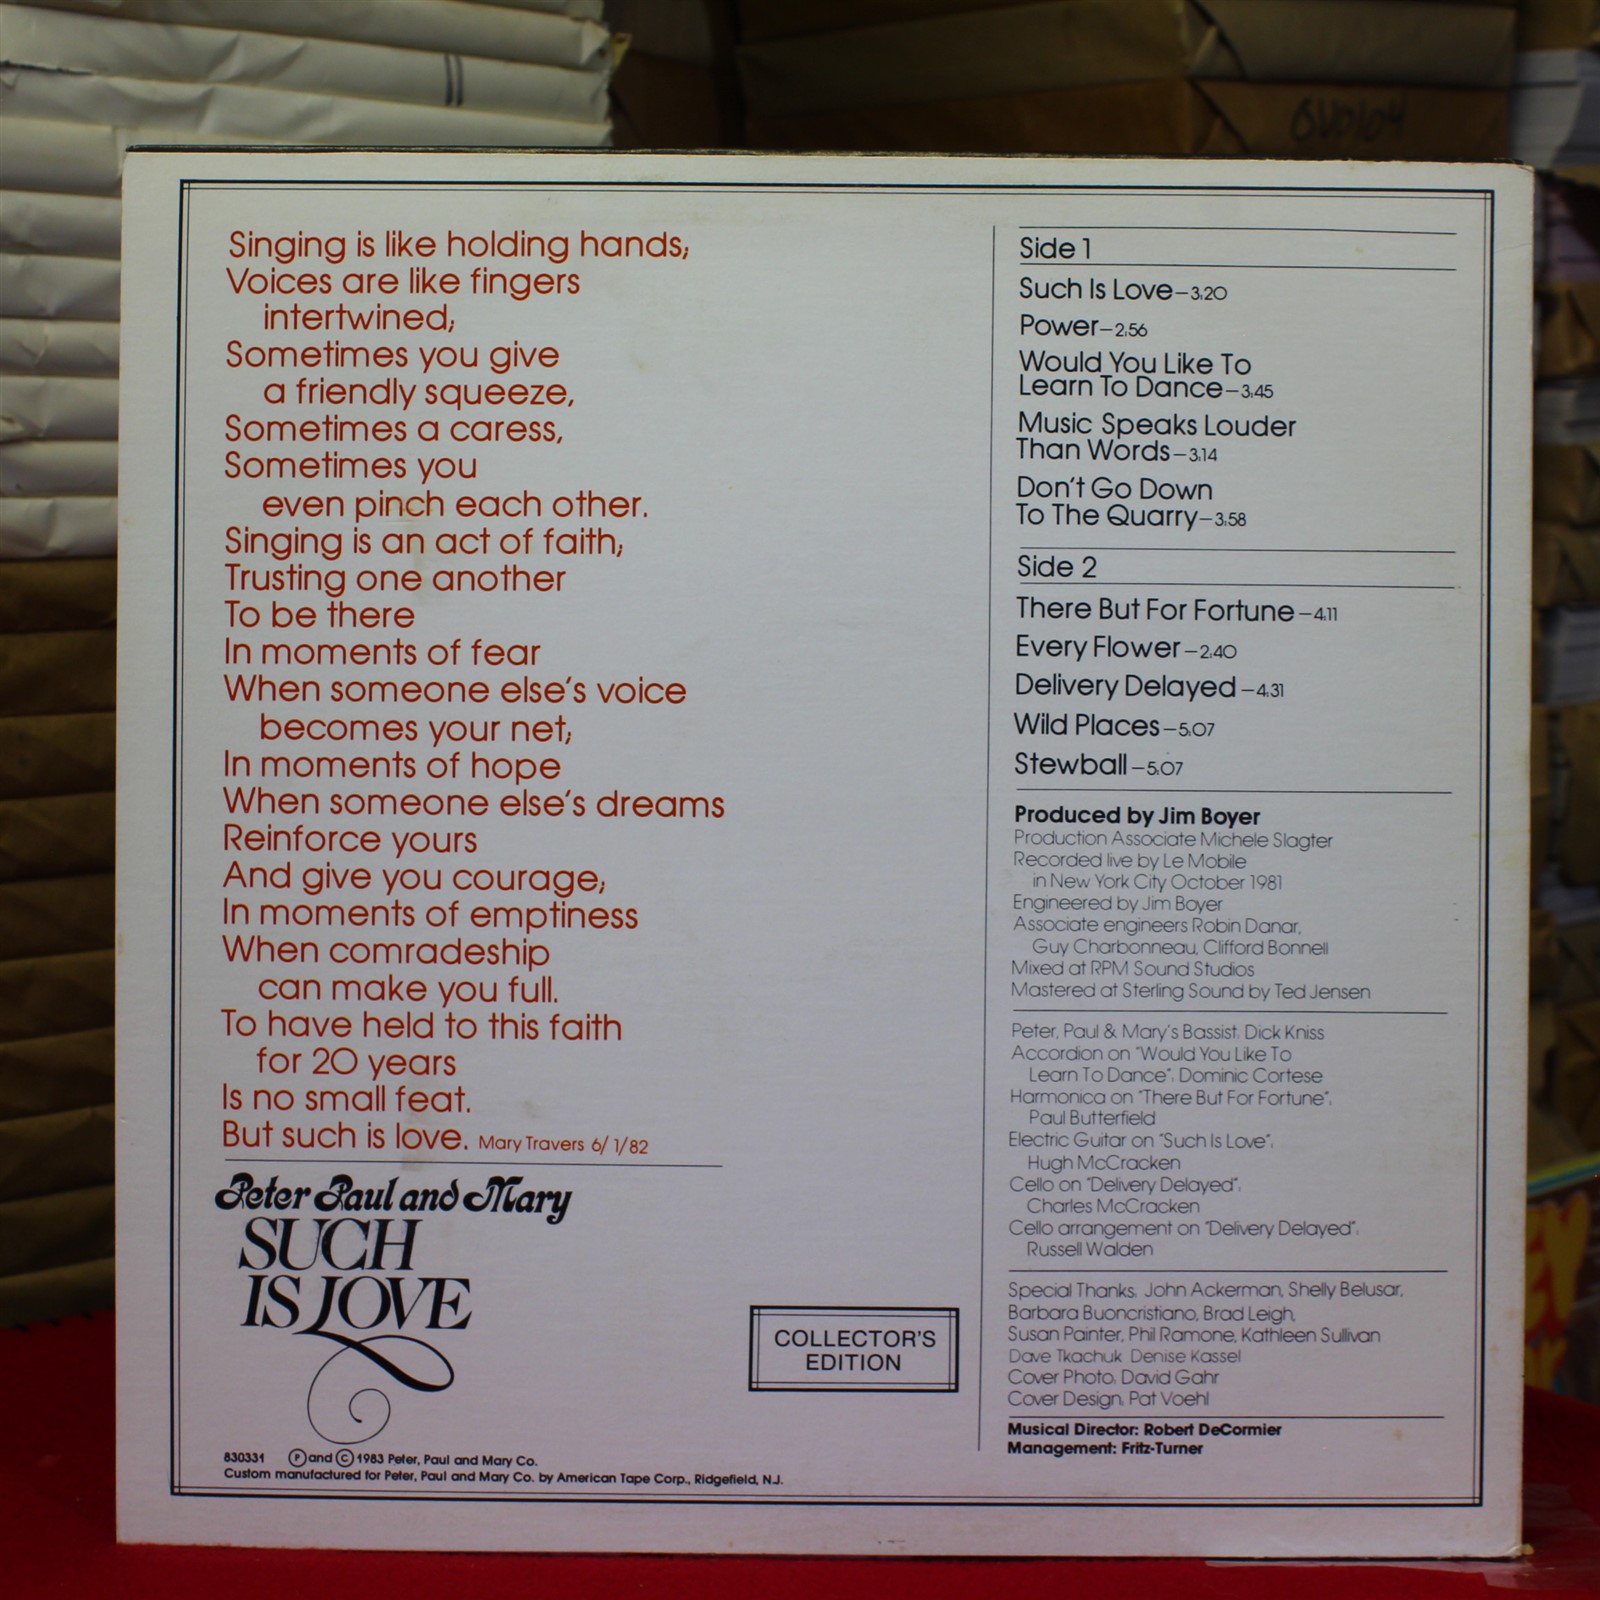 6VP104
Singing is like holding hands;
Voices are like fingers
intertwined;
Sometimes you give
a friendly squeeze,
Sometimes a caress,
Sometimes you
even pinch each other.
Singing is an act of faith;
Trusting one another
To be there
In moments of fear
When someone else's voice
becomes your net;
In moments of hope
When someone else's dreams
Reinforce yours
And give you courage;
In moments of emptiness
When comradeship
can make you full.
To have held to this faith
for 20 years
Is no small feat.
But such is love. Mary Travers 6/1/82
Peter Paul and Mary
SUCH
IS LOVE
COLLECTOR'S
EDITION
830331 Ⓟ and © 1983 Peter, Paul and Mary Co.
Custom manufactured for Peter, Paul and Mary Co. by American Tape Corp., Ridgefield, N.J.
Side 1
Such Is Love—3:20
Power—2:56
Would You Like To
Learn To Dance—3:45
Music Speaks Louder
Than Words—3:14
Don't Go Down
To The Quarry—3:58
Side 2
There But For Fortune—4:11
Every Flower—2:40
Delivery Delayed—4:31
Wild Places—5:07
Stewball—5:07
Produced by Jim Boyer
Production Associate Michele Slagter
Recorded live by Le Mobile
in New York City October 1981
Engineered by Jim Boyer
Associate engineers Robin Danar,
Guy Charbonneau, Clifford Bonnell
Mixed at RPM Sound Studios
Mastered at Sterling Sound by Ted Jensen
Peter, Paul & Mary's Bassist: Dick Kniss
Accordion on "Would You Like To
Learn To Dance": Dominic Cortese
Harmonica on "There But For Fortune":
Paul Butterfield
Electric Guitar on "Such Is Love":
Hugh McCracken
Cello on "Delivery Delayed":
Charles McCracken
Cello arrangement on "Delivery Delayed":
Russell Walden
Special Thanks: John Ackerman, Shelly Belusar,
Barbara Buoncristiano, Brad Leigh,
Susan Painter, Phil Ramone, Kathleen Sullivan
Dave Tkachuk Denise Kassel
Cover Photo: David Gahr
Cover Design: Pat Voehl
Musical Director: Robert DeCormier
Management: Fritz-Turner